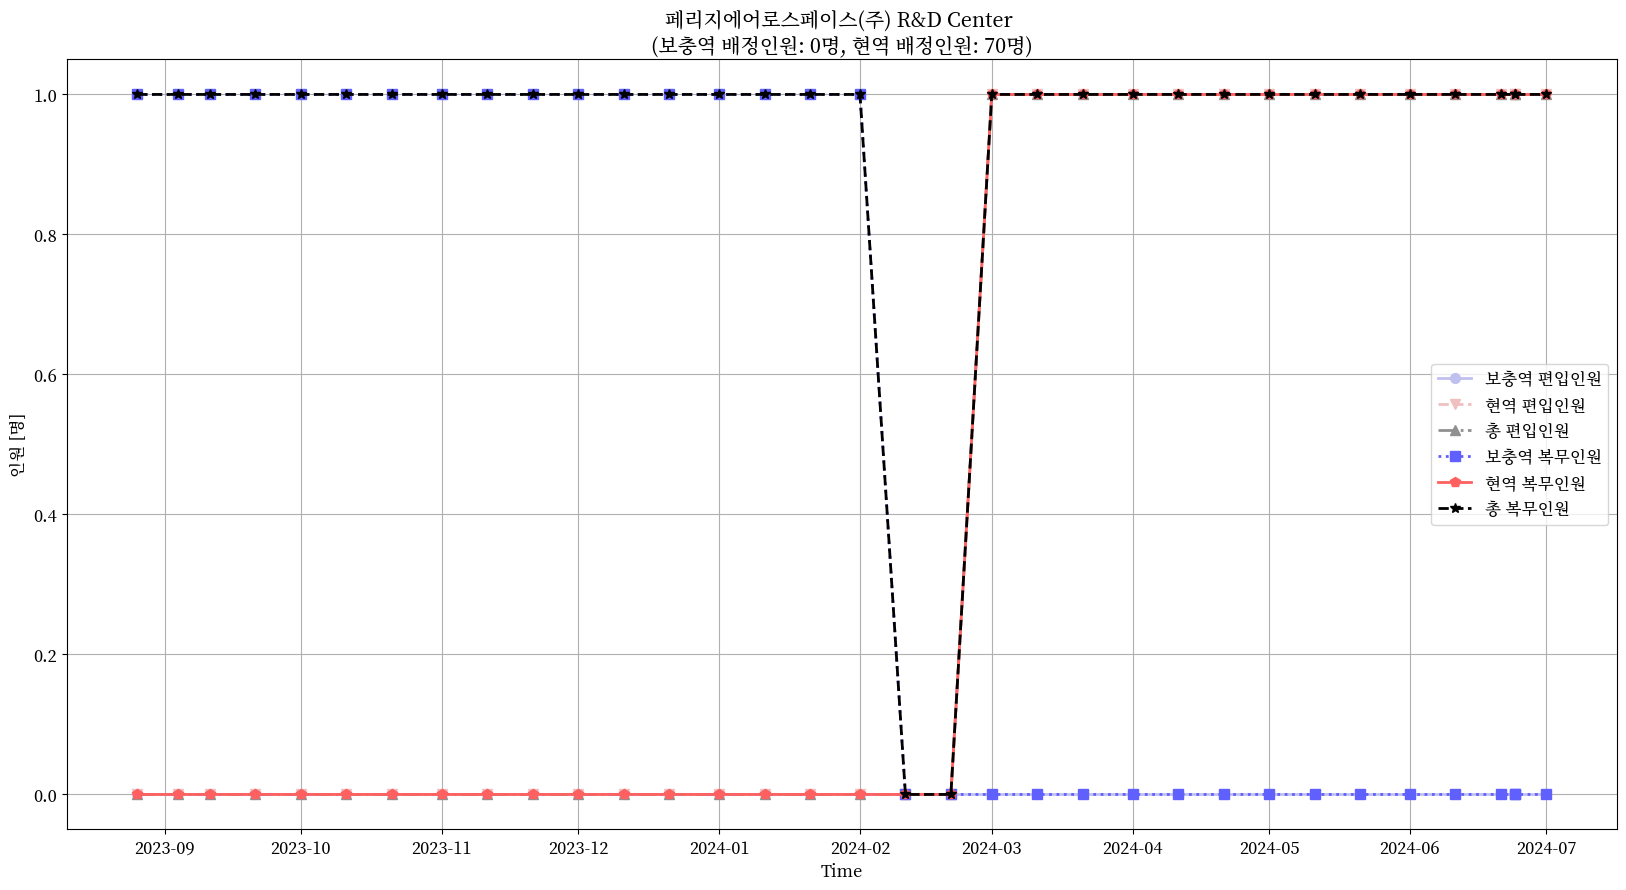 페리지에어로스페이스(주) R&D Center
(보충역 배정인원: 0명, 현역 배정인원: 70명)
인원 [명]
1.0
0.8
0.6
0.4
0.2
0.0
보충역 편입인원
현역 편입인원
총 편입인원
보충역 복무인원
현역 복무인원
총 복무인원
2023-09 2023-10 2023-11 2023-12 2024-01 2024-02 2024-03 2024-04 2024-05 2024-06 2024-07
Time